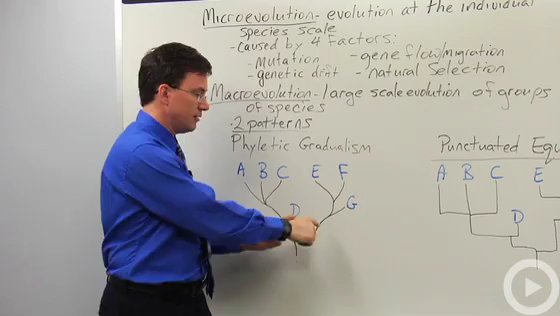 Microevolution - evolution at the individual
species scale
- Caused by 4 factors:
- Mutation - gene flow/migration
- genetic drift - natural Selection
Macroevolution - large scale evolution of groups
of species
• 2 patterns
Phyletic Gradualism Punctuated Equ
A B C E F A B C E
D G D